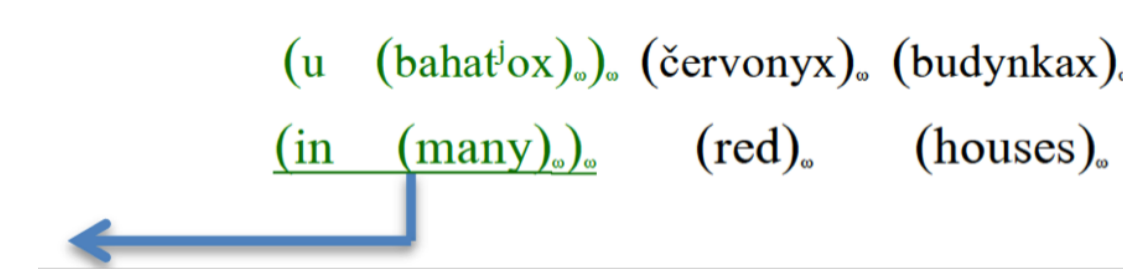 (u (bahatʲox)ω)ω (červonyx)ω (budynkax)ω
(in (many)ω)ω (red)ω (houses)ω